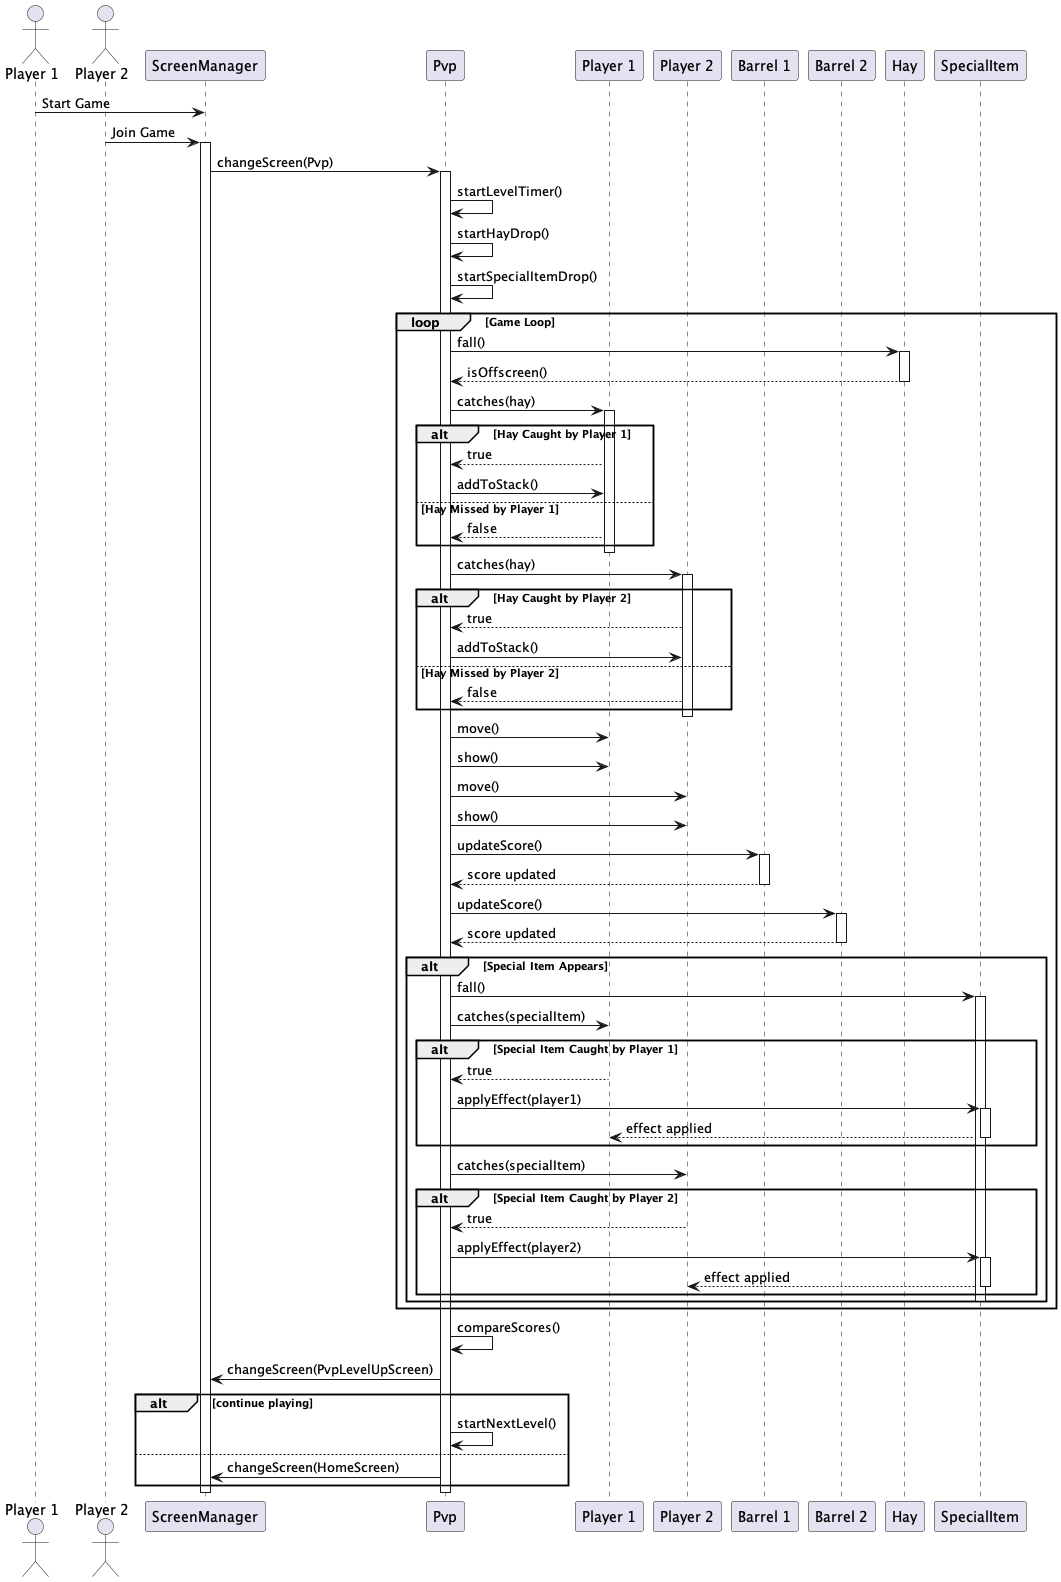 Player 1 Player 2 ScreenManager Pvp Player 1 Player 2 Barrel 1 Barrel 2 Hay SpecialItem
Start Game
Join Game
changeScreen(Pvp)
startLevelTimer()
startHayDrop()
startSpecialItemDrop()
loop [Game Loop]
fall()
isOffscreen()
catches(hay)
alt [Hay Caught by Player 1]
true
addToStack()
[Hay Missed by Player 1]
false
catches(hay)
alt [Hay Caught by Player 2]
true
addToStack()
[Hay Missed by Player 2]
false
move()
show()
move()
show()
updateScore()
score updated
updateScore()
score updated
alt [Special Item Appears]
fall()
catches(specialItem)
alt [Special Item Caught by Player 1]
true
applyEffect(player1)
effect applied
catches(specialItem)
alt [Special Item Caught by Player 2]
true
applyEffect(player2)
effect applied
compareScores()
changeScreen(PvpLevelUpScreen)
alt [continue playing]
startNextLevel()
changeScreen(HomeScreen)
Player 1 Player 2 ScreenManager Pvp Player 1 Player 2 Barrel 1 Barrel 2 Hay SpecialItem